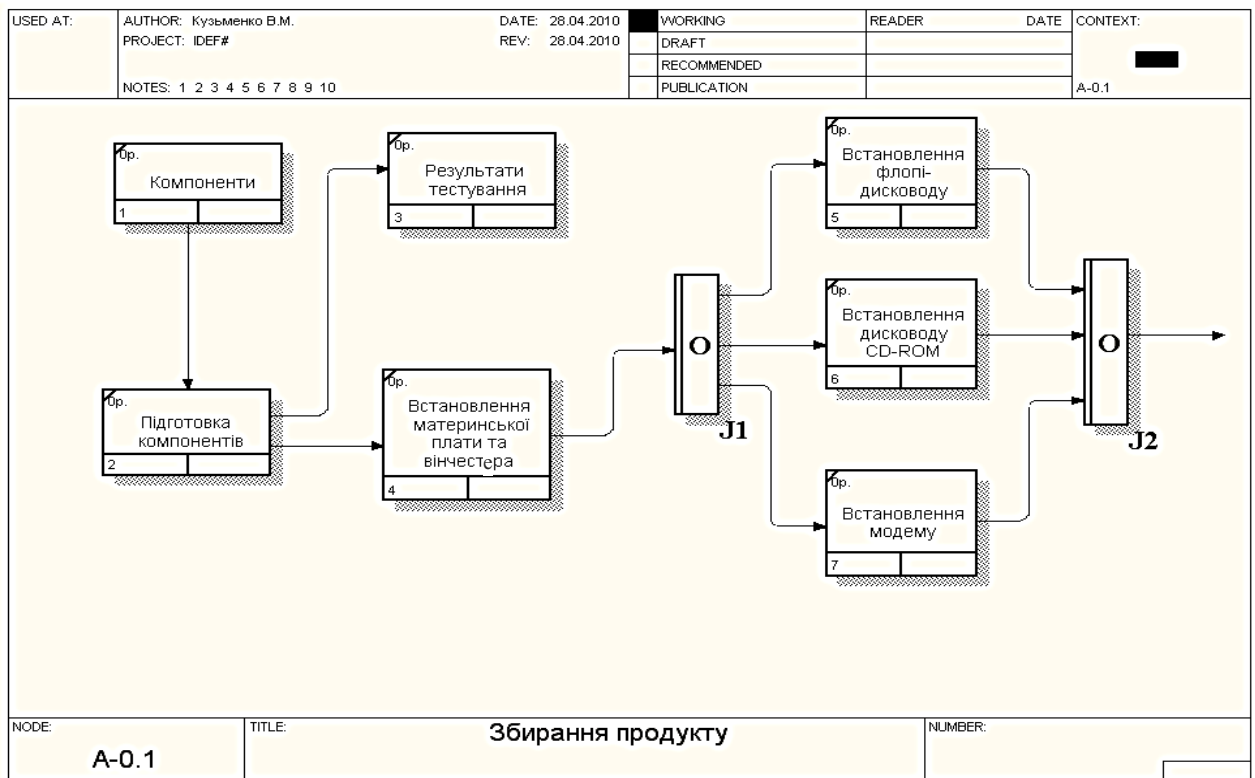 USED AT:
AUTHOR: Кузьменко В.М.
DATE: 28.04.2010
PROJECT: IDEF#
REV: 28.04.2010
NOTES: 1 2 3 4 5 6 7 8 9 10
WORKING
DRAFT
RECOMMENDED
PUBLICATION
READER
DATE
CONTEXT:
A-0.1
0р.
Компоненти
1
0р.
Підготовка
компонентів
2
0р.
Результати
тестування
3
0р.
Встановлення
материнської
плати та
вінчестера
4
O
J1
0р.
Встановлення
флопі-
дисководу
5
0р.
Встановлення
дисководу
CD-ROM
6
0р.
Встановлення
модему
7
O
J2
NODE:
A-0.1
TITLE:
Збирання продукту
NUMBER: